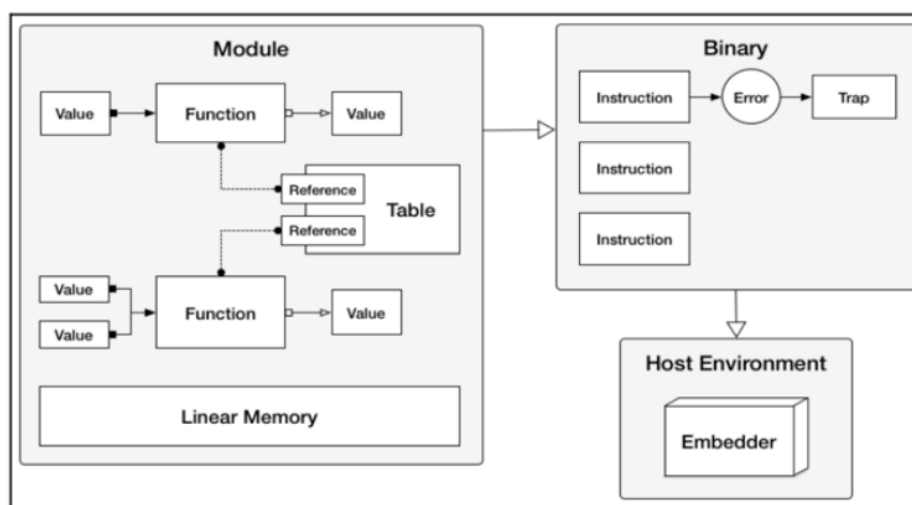 Module
Value
Function
Value
Reference
Table
Reference
Value
Value
Function
Value
Linear Memory
Binary
Instruction
Error
Trap
Instruction
Instruction
Host Environment
Embedder